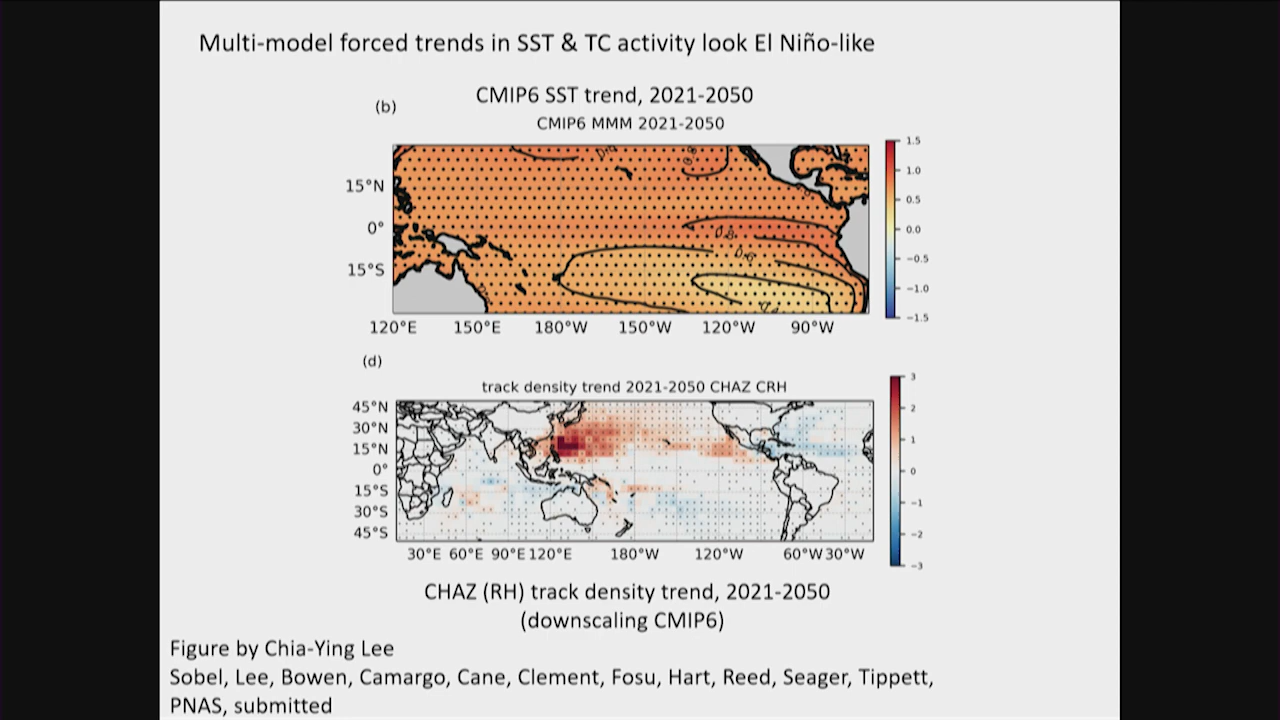 Multi-model forced trends in SST & TC activity look El Niño-like
(b)
CMIP6 SST trend, 2021-2050
CMIP6 MMM 2021-2050
15°N
0°
15°S
120°E 150°E 180°W 150°W 120°W 90°W
0.8
0.6
1.5
1.0
0.5
0.0
−0.5
−1.0
−1.5
(d)
track density trend 2021-2050 CHAZ CRH
45°N
30°N
15°N
0°
15°S
30°S
45°S
30°E 60°E 90°E 120°E 180°W 120°W 60°W 30°W
3
2
1
0
−1
−2
−3
CHAZ (RH) track density trend, 2021-2050
(downscaling CMIP6)
Figure by Chia-Ying Lee
Sobel, Lee, Bowen, Camargo, Cane, Clement, Fosu, Hart, Reed, Seager, Tippett,
PNAS, submitted